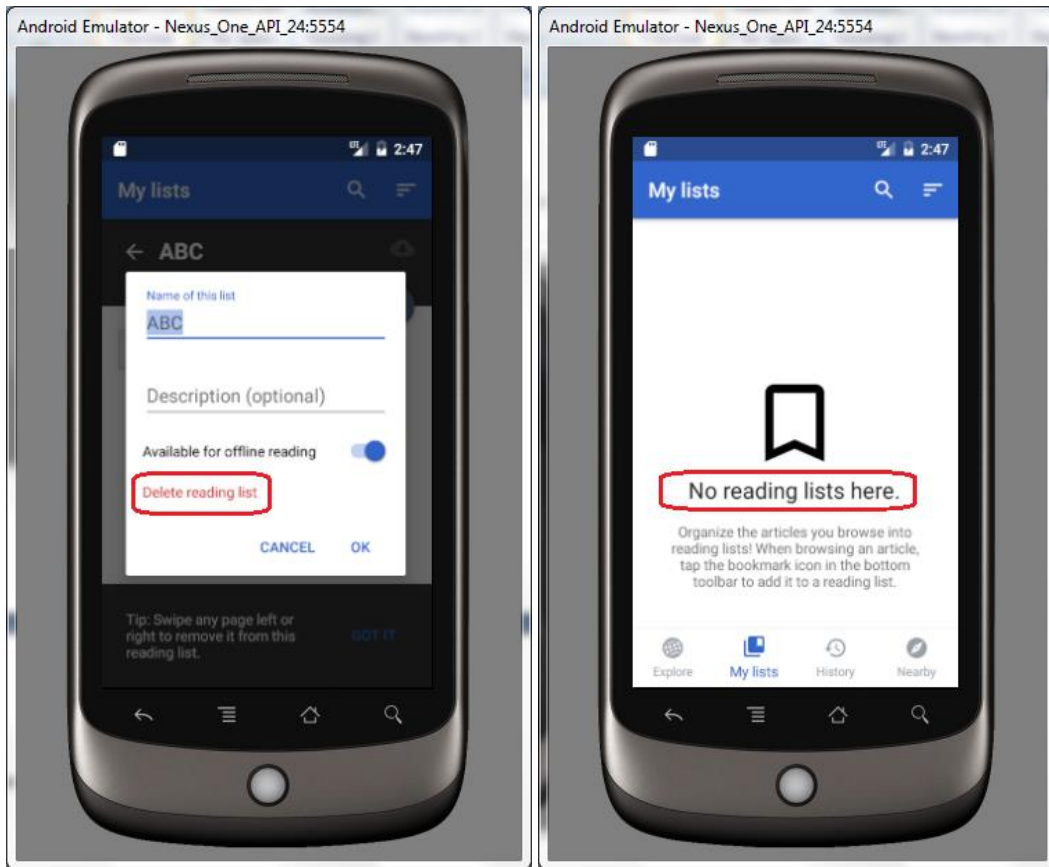 Android Emulator - Nexus_One_API_24:5554
LTE 2:47
My lists
ABC
Name of this list
ABC
Description (optional)
Available for offline reading
Delete reading list
CANCEL OK
Tip: Swipe any page left or
right to remove it from this
reading list.
GOT IT
Android Emulator - Nexus_One_API_24:5554
LTE 2:47
My lists
No reading lists here.
Organize the articles you browse into
reading lists! When browsing an article,
tap the bookmark icon in the bottom
toolbar to add it to a reading list.
Explore My lists History Nearby